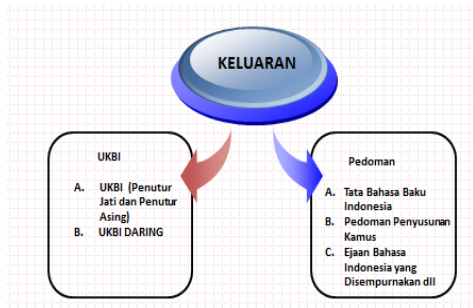 KELUARAN
UKBI
A. UKBI (Penutur
Jati dan Penutur
Asing)
B. UKBI DARING
Pedoman
A. Tata Bahasa Baku
Indonesia
B. Pedoman Penyusunan
Kamus
C. Ejaan Bahasa
Indonesia yang
Disempurnakan dll